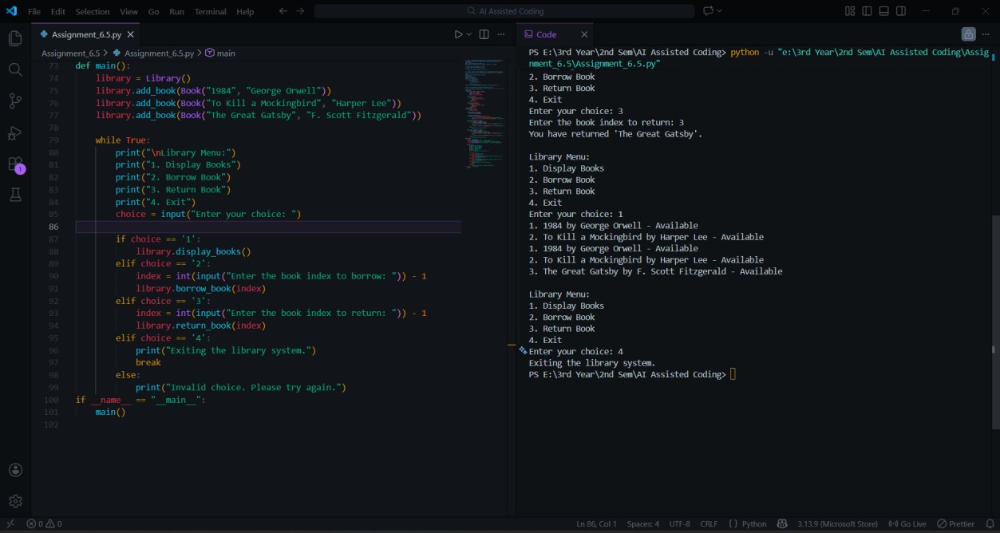 File Edit Selection View Go Run Terminal Help
AI Assisted Coding
Assignment_6.5.py
Assignment_6.5 > Assignment_6.5.py > main
73 def main():
74 library = Library()
75 library.add_book(Book("1984", "George Orwell"))
76 library.add_book(Book("To Kill a Mockingbird", "Harper Lee"))
77 library.add_book(Book("The Great Gatsby", "F. Scott Fitzgerald"))
78
79 while True:
80 print("\nLibrary Menu:")
81 print("1. Display Books")
82 print("2. Borrow Book")
83 print("3. Return Book")
84 print("4. Exit")
85 choice = input("Enter your choice: ")
86
87 if choice == '1':
88 library.display_books()
89 elif choice == '2':
90 index = int(input("Enter the book index to borrow: ")) - 1
91 library.borrow_book(index)
92 elif choice == '3':
93 index = int(input("Enter the book index to return: ")) - 1
94 library.return_book(index)
95 elif choice == '4':
96 print("Exiting the library system.")
97 break
98 else:
99 print("Invalid choice. Please try again.")
100 if __name__ == "__main__":
101 main()
102
Code
PS E:\3rd Year\2nd Sem\AI Assisted Coding> python -u "e:\3rd Year\2nd Sem\AI Assisted Coding\Assig
nment_6.5\Assignment_6.5.py"
2. Borrow Book
3. Return Book
4. Exit
Enter your choice: 3
Enter the book index to return: 3
You have returned 'The Great Gatsby'.
Library Menu:
1. Display Books
2. Borrow Book
3. Return Book
4. Exit
Enter your choice: 1
1. 1984 by George Orwell - Available
2. To Kill a Mockingbird by Harper Lee - Available
1. 1984 by George Orwell - Available
2. To Kill a Mockingbird by Harper Lee - Available
3. The Great Gatsby by F. Scott Fitzgerald - Available
Library Menu:
1. Display Books
2. Borrow Book
3. Return Book
4. Exit
Enter your choice: 4
Exiting the library system.
PS E:\3rd Year\2nd Sem\AI Assisted Coding>
1
0 0
Ln 86, Col 1 Spaces: 4 UTF-8 CRLF { } Python 3.13.9 (Microsoft Store) Go Live Prettier